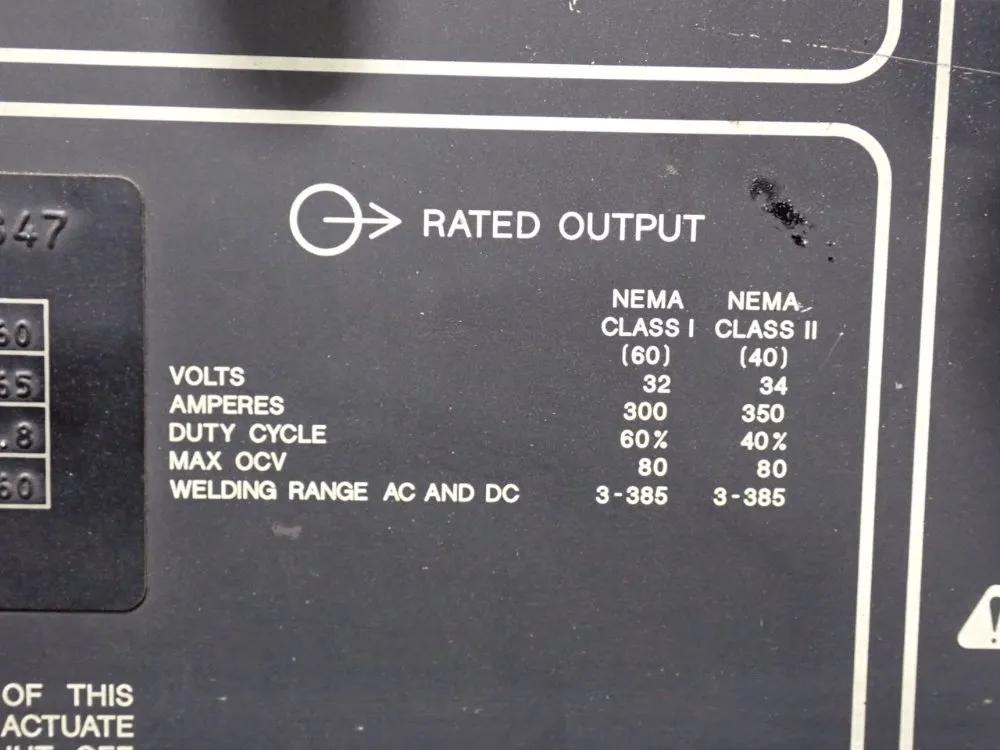 RATED OUTPUT
NEMA NEMA
CLASS I CLASS II
(60) (40)
VOLTS 32 34
AMPERES 300 350
DUTY CYCLE 60% 40%
MAX OCV 80 80
WELDING RANGE AC AND DC 3-385 3-385
647
60
65
.8
60
OF THIS
ACTUATE